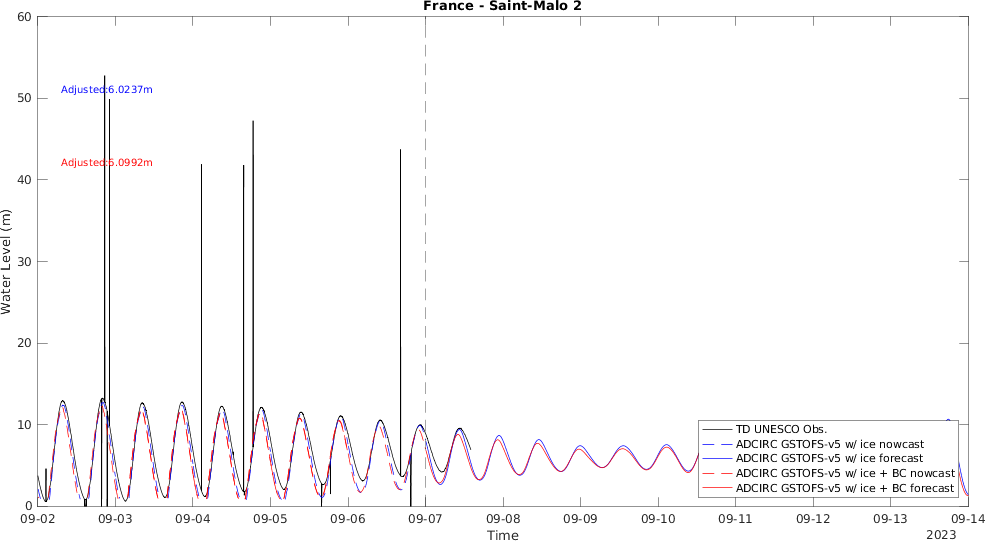 France - Saint-Malo 2
60
50
40
30
20
10
0
Water Level (m)
Adjusted:6.0237m
Adjusted:6.0992m
TD UNESCO Obs.
ADCIRC GSTOFS-v5 w/ ice nowcast
ADCIRC GSTOFS-v5 w/ ice forecast
ADCIRC GSTOFS-v5 w/ ice + BC nowcast
ADCIRC GSTOFS-v5 w/ ice + BC forecast
09-02 09-03 09-04 09-05 09-06 09-07 09-08 09-09 09-10 09-11 09-12 09-13 09-14
Time
2023